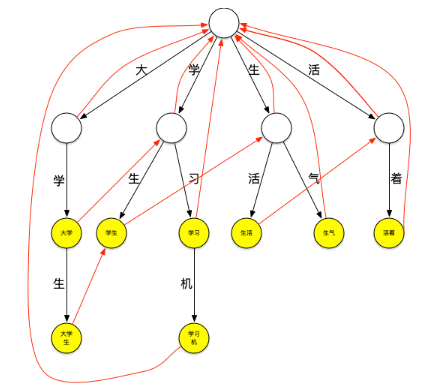 大 学 生 活
学 生 习 活 气 着
大学 学生 学习 生活 生气 活着
生 机
大学
生
学习
机